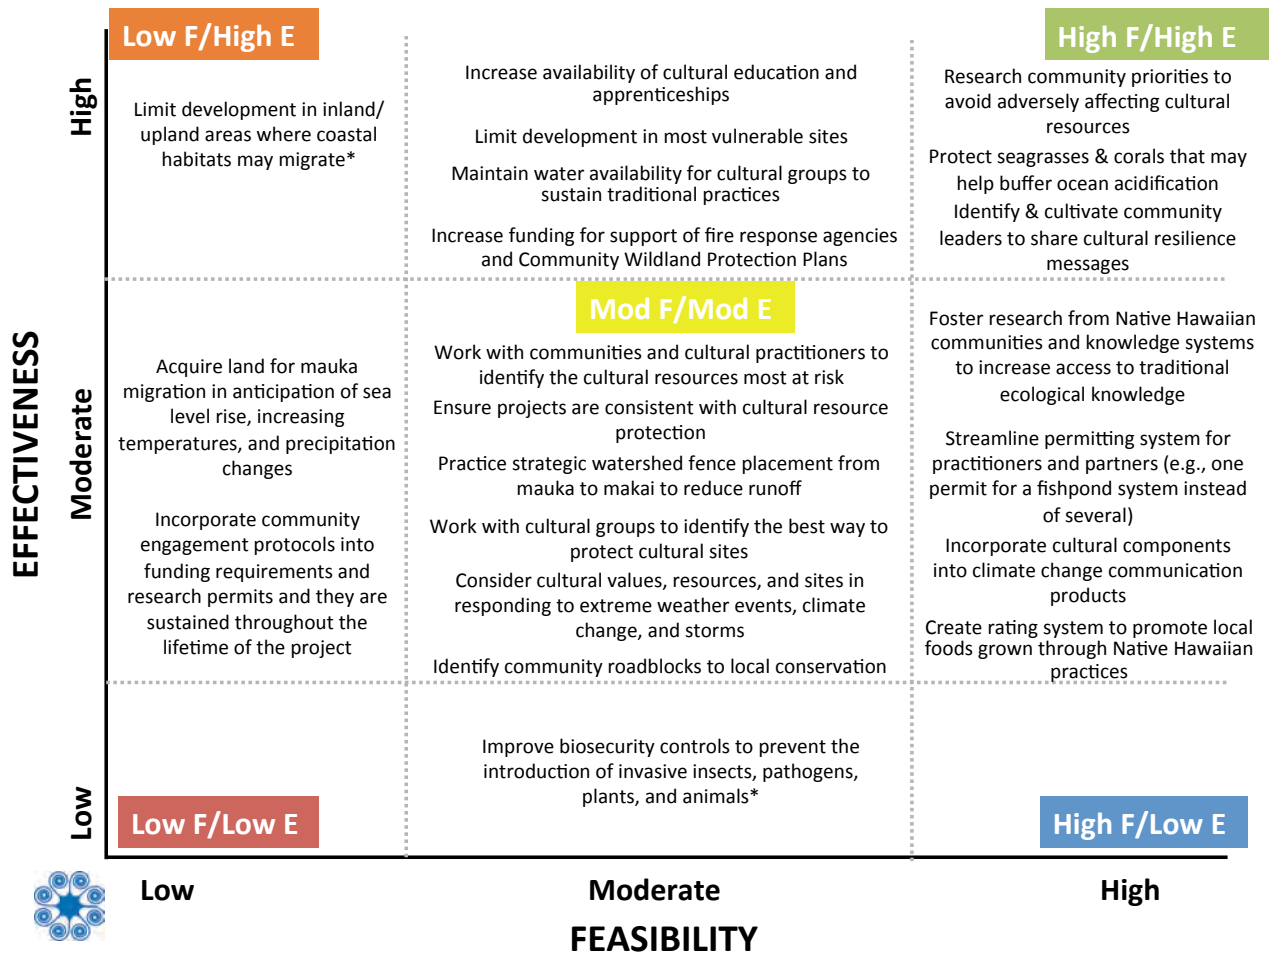 Low F/High E
High F/High E
High
Limit development in inland/
upland areas where coastal
habitats may migrate*
Increase availability of cultural education and
apprenticeships
Limit development in most vulnerable sites
Maintain water availability for cultural groups to
sustain traditional practices
Increase funding for support of fire response agencies
and Community Wildland Protection Plans
Research community priorities to
avoid adversely affecting cultural
resources
Protect seagrasses & corals that may
help buffer ocean acidification
Identify & cultivate community
leaders to share cultural resilience
messages
EFFECTIVENESS
Moderate
Acquire land for mauka
migration in anticipation of sea
level rise, increasing
temperatures, and precipitation
changes
Incorporate community
engagement protocols into
funding requirements and
research permits and they are
sustained throughout the
lifetime of the project
Mod F/Mod E
Work with communities and cultural practitioners to
identify the cultural resources most at risk
Ensure projects are consistent with cultural resource
protection
Practice strategic watershed fence placement from
mauka to makai to reduce runoff
Work with cultural groups to identify the best way to
protect cultural sites
Consider cultural values, resources, and sites in
responding to extreme weather events, climate
change, and storms
Identify community roadblocks to local conservation
Foster research from Native Hawaiian
communities and knowledge systems
to increase access to traditional
ecological knowledge
Streamline permitting system for
practitioners and partners (e.g., one
permit for a fishpond system instead
of several)
Incorporate cultural components
into climate change communication
products
Create rating system to promote local
foods grown through Native Hawaiian
practices
Low
Improve biosecurity controls to prevent the
introduction of invasive insects, pathogens,
plants, and animals*
Low F/Low E
High F/Low E
Low
Moderate
High
FEASIBILITY